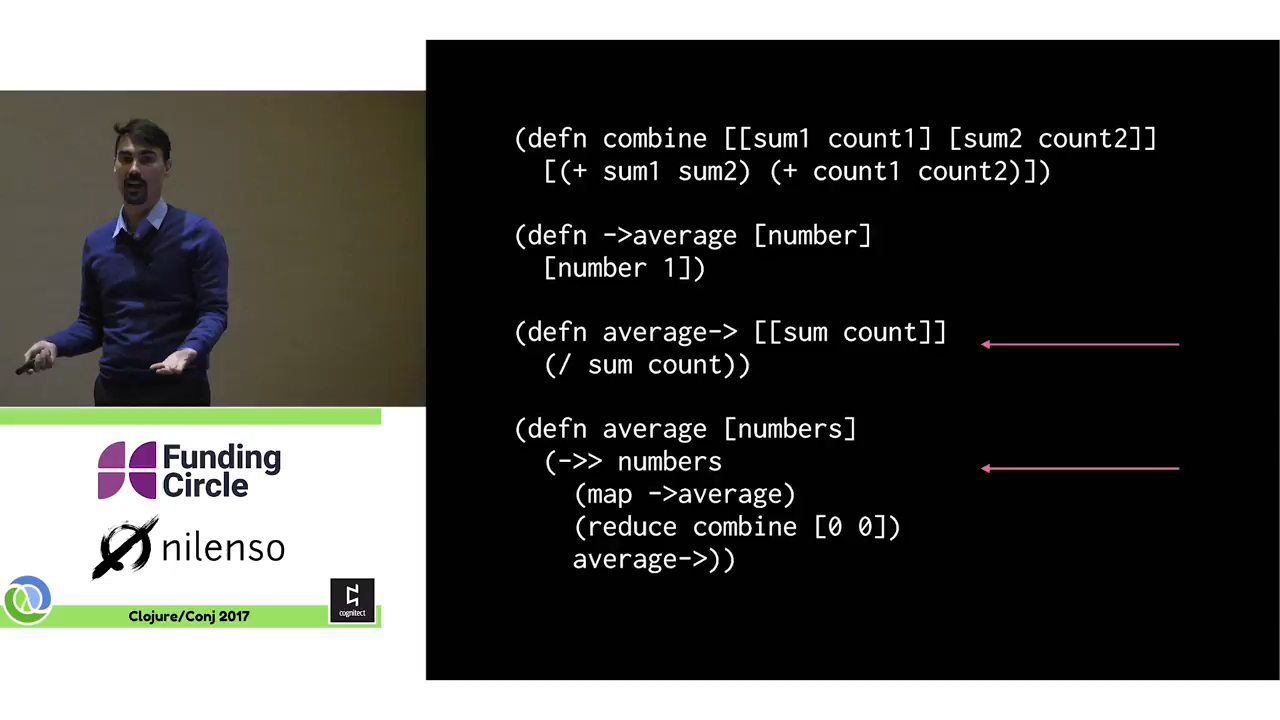 (defn combine [[sum1 count1] [sum2 count2]]
[(+ sum1 sum2) (+ count1 count2)])
(defn ->average [number]
[number 1])
(defn average-> [[sum count]]
(/ sum count))
(defn average [numbers]
(->> numbers
(map ->average)
(reduce combine [0 0])
average->))
Funding
Circle
nilenso
cognitect
Clojure/Conj 2017